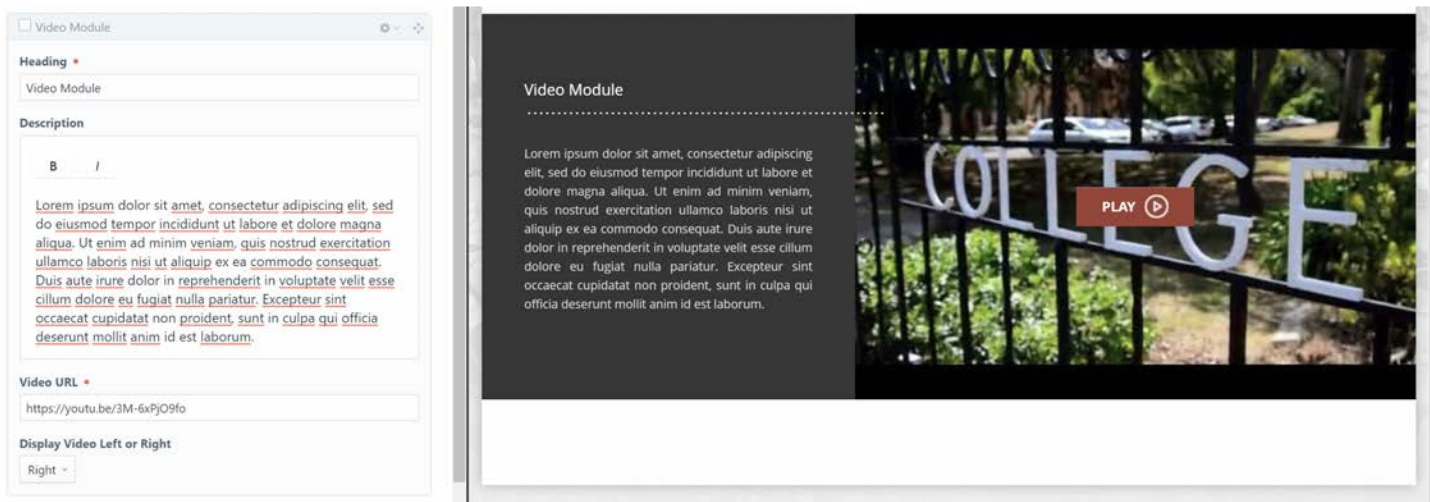 Video Module
Heading
Video Module
Description
B I
Lorem ipsum dolor sit amet, consectetur adipiscing elit, sed
do eiusmod tempor incididunt ut labore et dolore magna
aliqua. Ut enim ad minim veniam, quis nostrud exercitation
ullamco laboris nisi ut aliquip ex ea commodo consequat.
Duis aute irure dolor in reprehenderit in voluptate velit esse
cillum dolore eu fugiat nulla pariatur. Excepteur sint
occaecat cupidatat non proident, sunt in culpa qui officia
deserunt mollit anim id est laborum.
Video URL
https://youtu.be/3M-6xPjO9fo
Display Video Left or Right
Right
Video Module
Lorem ipsum dolor sit amet, consectetur adipiscing
elit, sed do eiusmod tempor incididunt ut labore et
dolore magna aliqua. Ut enim ad minim veniam,
quis nostrud exercitation ullamco laboris nisi ut
aliquip ex ea commodo consequat. Duis aute irure
dolor in reprehenderit in voluptate velit esse cillum
dolore eu fugiat nulla pariatur. Excepteur sint
occaecat cupidatat non proident, sunt in culpa qui
officia deserunt mollit anim id est laborum.
COLLEGE
PLAY